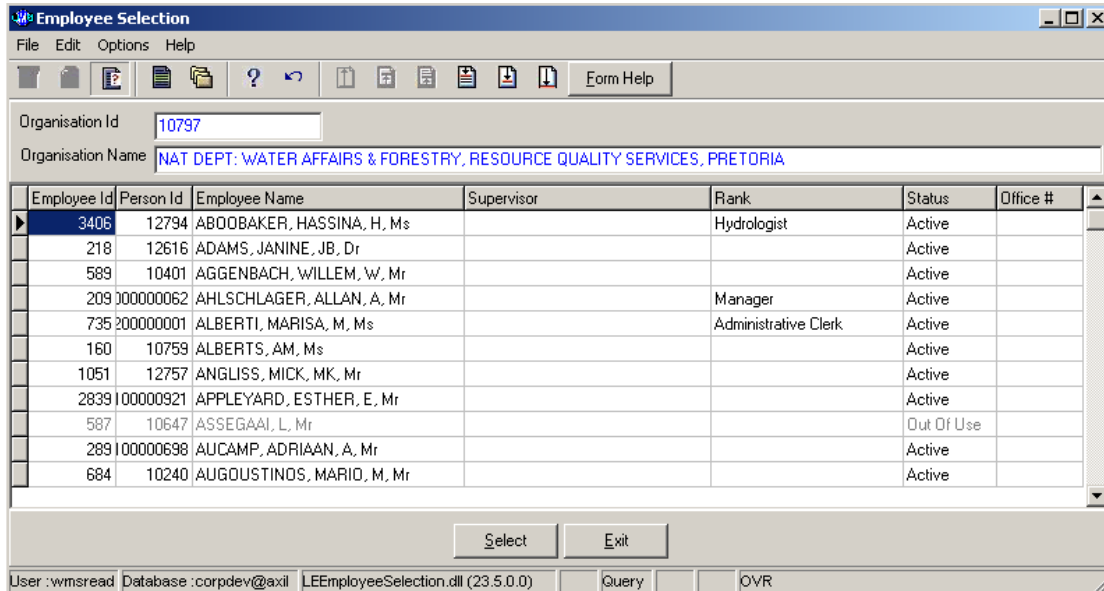 Employee Selection
File Edit Options Help
Form Help
Organisation Id 10797
Organisation Name NAT DEPT: WATER AFFAIRS & FORESTRY, RESOURCE QUALITY SERVICES, PRETORIA
Employee Id Person Id Employee Name Supervisor Rank Status Office #
3406 12794 ABOOBAKER, HASSINA, H, Ms Hydrologist Active
218 12616 ADAMS, JANINE, JB, Dr Active
589 10401 AGGENBACH, WILLEM, W, Mr Active
209 000000062 AHLSCHLAGER, ALLAN, A, Mr Manager Active
735 200000001 ALBERTI, MARISA, M, Ms Administrative Clerk Active
160 10759 ALBERTS, AM, Ms Active
1051 12757 ANGLISS, MICK, MK, Mr Active
2839 100000921 APPLEYARD, ESTHER, E, Mr Active
587 10647 ASSEGAAI, L, Mr Out Of Use
289 100000698 AUCAMP, ADRIAAN, A, Mr Active
684 10240 AUGOUSTINOS, MARIO, M, Mr Active
Select Exit
User :wmsread Database :corpdev@axil LEEmployeeSelection.dll (23.5.0.0) Query OVR